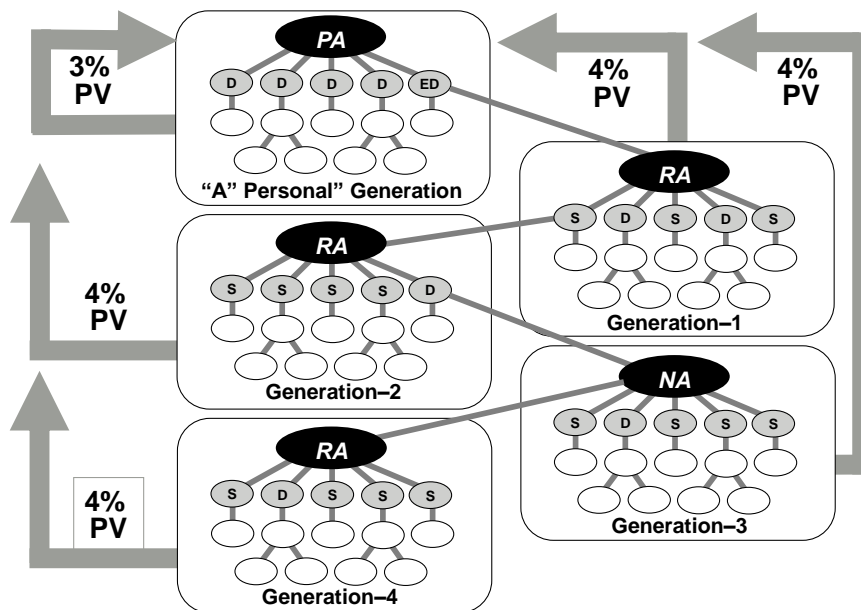 PA
3%
PV
4%
PV
4%
PV
D D D D ED
“A” Personal” Generation
RA
S D S D S
Generation–1
RA
S S S S D
4%
PV
Generation–2
NA
S D S S S
Generation–3
RA
S D S S S
4%
PV
Generation–4